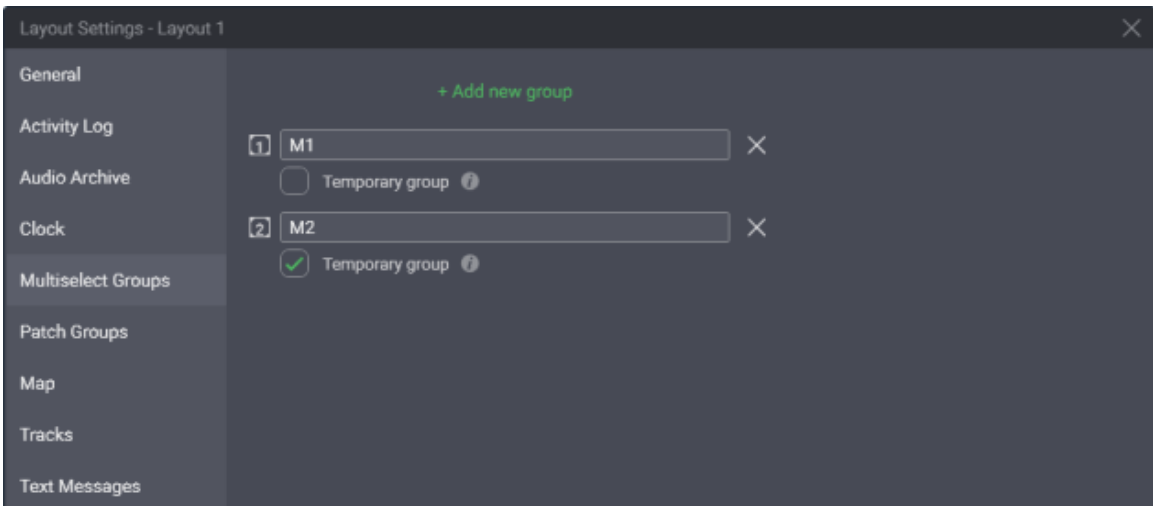 Layout Settings - Layout 1
General
Activity Log
Audio Archive
Clock
Multiselect Groups
Patch Groups
Map
Tracks
Text Messages
+ Add new group
1 M1
Temporary group i
2 M2
Temporary group i